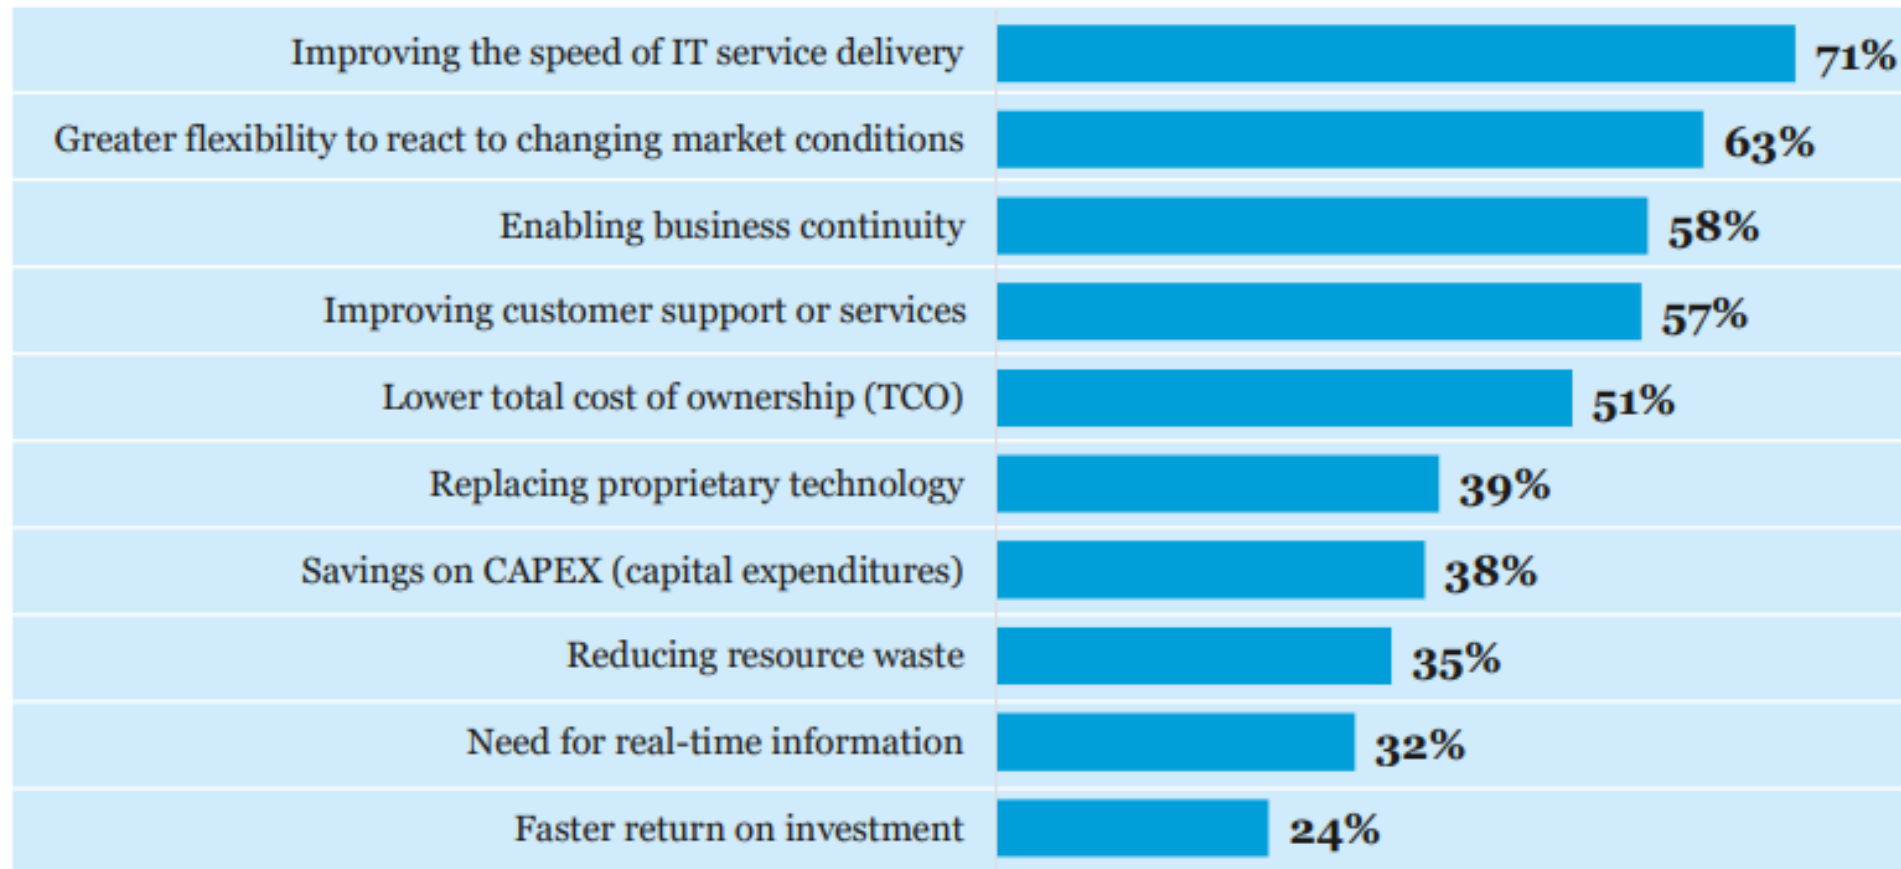 Improving the speed of IT service delivery 71%
Greater flexibility to react to changing market conditions 63%
Enabling business continuity 58%
Improving customer support or services 57%
Lower total cost of ownership (TCO) 51%
Replacing proprietary technology 39%
Savings on CAPEX (capital expenditures) 38%
Reducing resource waste 35%
Need for real-time information 32%
Faster return on investment 24%